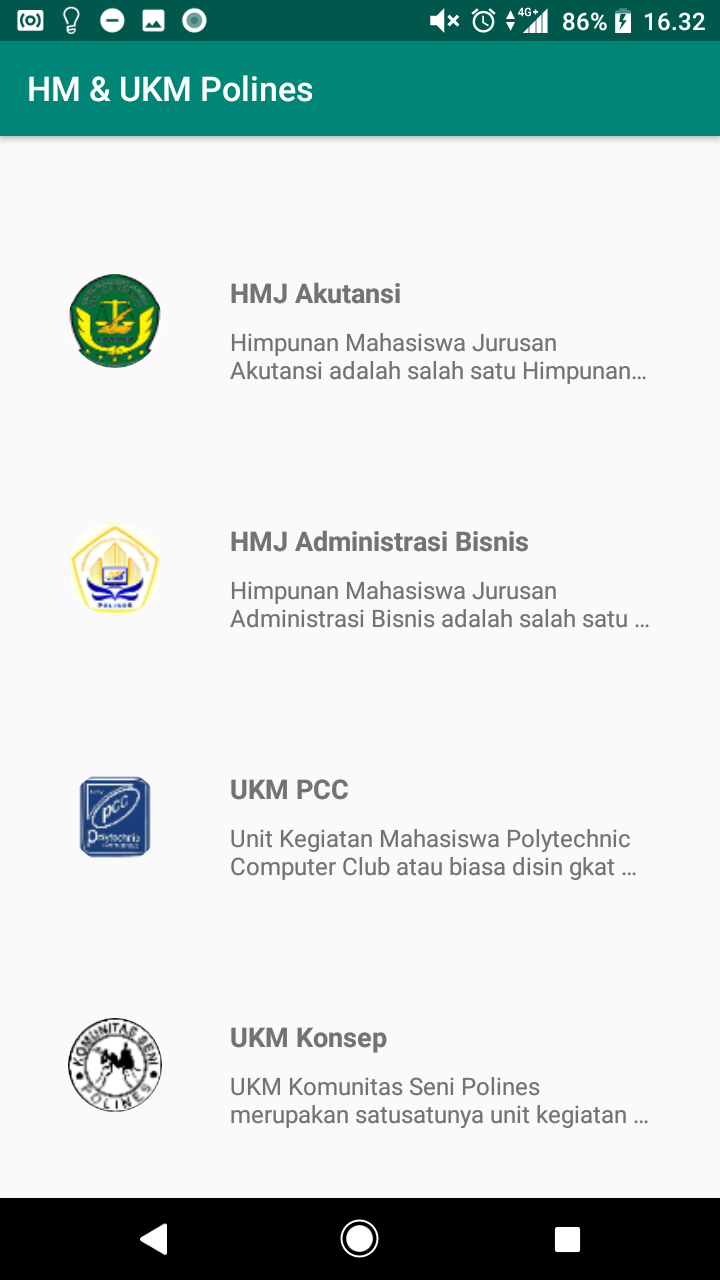 4G+ 86% 16.32
HM & UKM Polines
HMJ Akutansi
Himpunan Mahasiswa Jurusan
Akutansi adalah salah satu Himpunan...
HMJ Administrasi Bisnis
Himpunan Mahasiswa Jurusan
Administrasi Bisnis adalah salah satu ...
POLINES
pcc
Polytechnic
UKM PCC
Unit Kegiatan Mahasiswa Polytechnic
Computer Club atau biasa disin gkat ...
KOMUNITAS SENI
POLINES
UKM Konsep
UKM Komunitas Seni Polines
merupakan satusatunya unit kegiatan ...